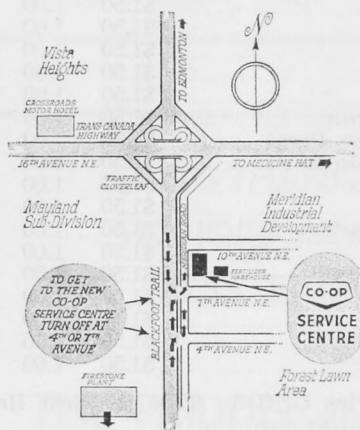 N
TO EDMONTON
Vista
Heights
CROSSROADS
MOTOR HOTEL
TRANS CANADA
HIGHWAY
16TH AVENUE N.E.
TO MEDICINE HAT
TRAFFIC
CLOVERLEAF
Mayland
Sub-Division
Meridian
Industrial
Development
10TH AVENUE N.E.
FERTILIZER
WAREHOUSE
TO GET
TO THE NEW
CO-OP
SERVICE CENTRE
TURN OFF AT
4TH OR 7TH
AVENUE
BLACKFOOT TRAIL
7TH AVENUE N.E.
4TH AVENUE N.E.
CO-OP
SERVICE
CENTRE
FIRESTONE
PLANT
Forest Lawn
Area